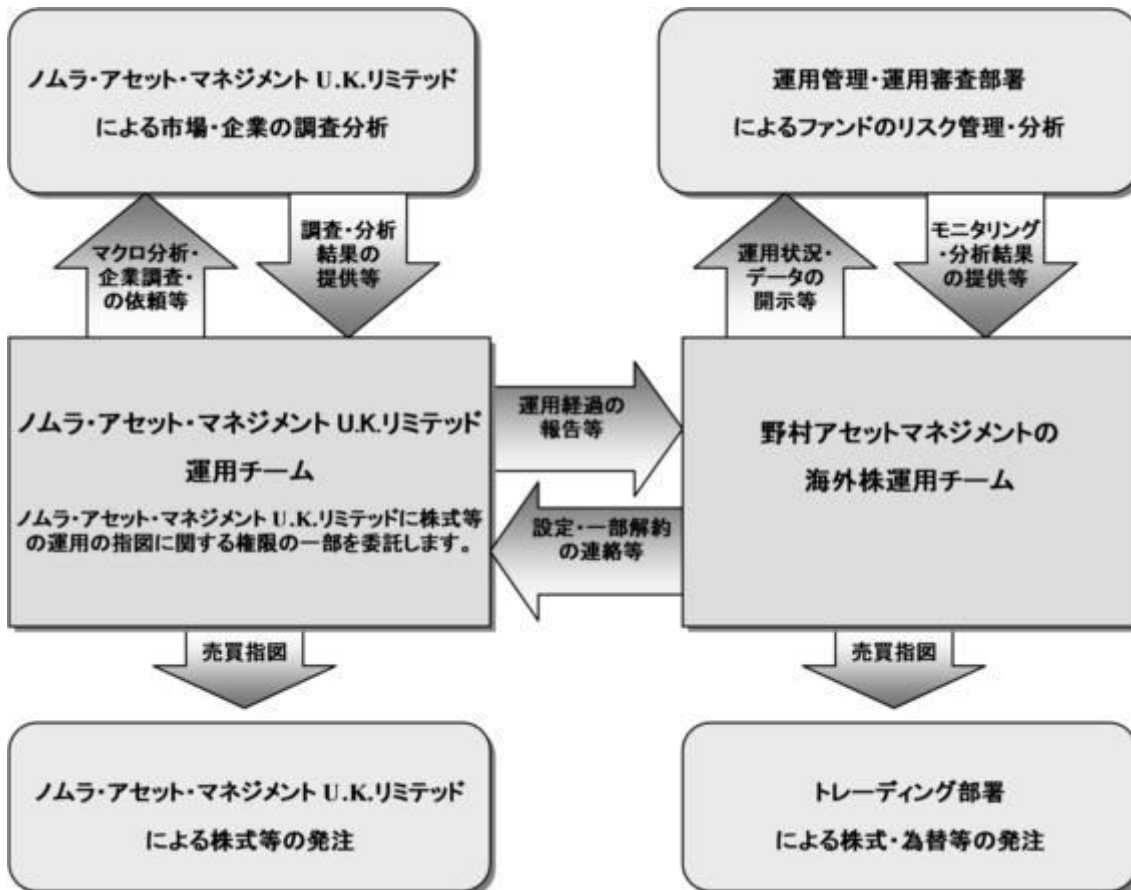 ノムラ・アセット・マネジメント U.K.リミテッド
による市場・企業の調査分析
運用管理・運用審査部署
によるファンドのリスク管理・分析
マクロ分析・
企業調査・
の依頼等
調査・分析
結果の
提供等
運用状況・
データの
開示等
モニタリング
・分析結果
の提供等
ノムラ・アセット・マネジメント U.K.リミテッド
運用チーム
ノムラ・アセット・マネジメント U.K.リミテッドに株式等
の運用の指図に関する権限の一部を委託します。
運用経過の
報告等
設定・一部解約
の連絡等
野村アセットマネジメントの
海外株運用チーム
売買指図
売買指図
ノムラ・アセット・マネジメント U.K.リミテッド
による株式等の発注
トレーディング部署
による株式・為替等の発注